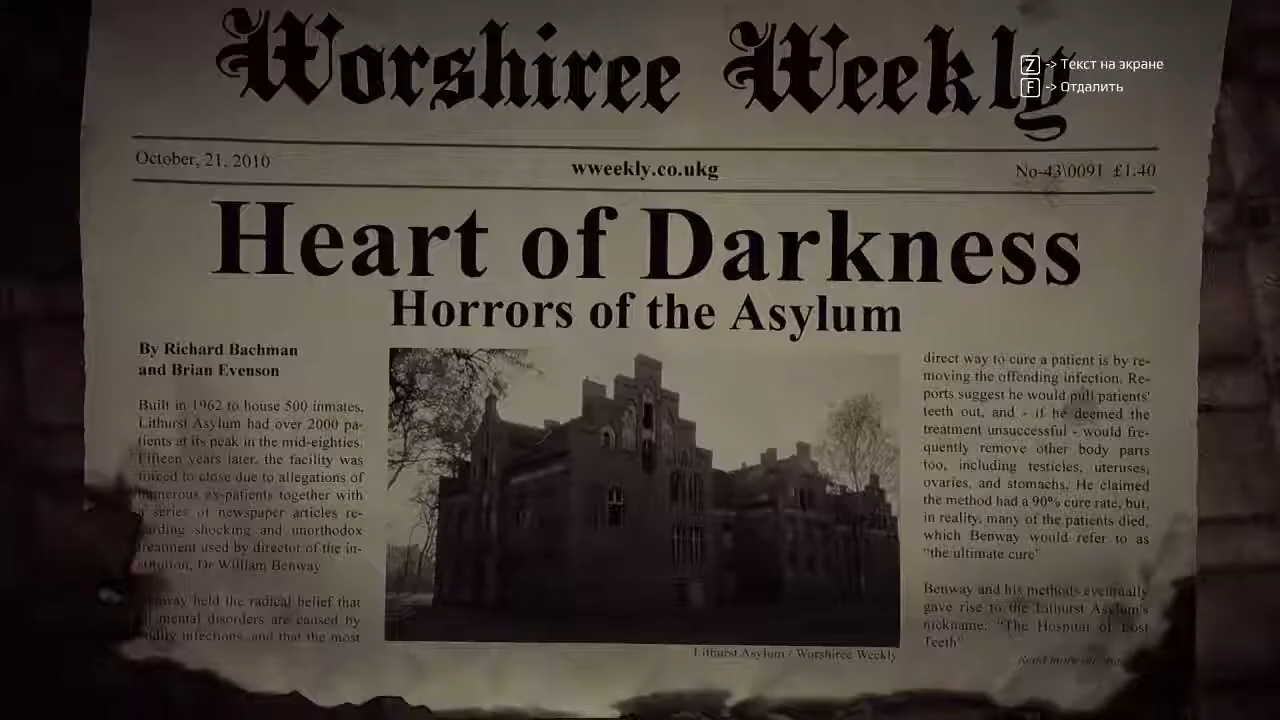 Worshiree Weekly
Z -> Текст на экране
F -> Отдалить
October, 21. 2010
wweekly.co.ukg
No-43\0091 £1.40
Heart of Darkness
Horrors of the Asylum
By Richard Bachman
and Brian Evenson
Built in 1962 to house 500 inmates,
Lithurst Asylum had over 2000 pa-
tients at its peak in the mid-eighties.
Fifteen years later, the facility was
forced to close due to allegations of
numerous ex-patients together with
a series of newspaper articles re-
garding shocking and unorthodox
treatment used by director of the in-
stitution, Dr William Benway
Benway held the radical belief that
all mental disorders are caused by
bodily infections, and that the most
direct way to cure a patient is by re-
moving the offending infection. Re-
ports suggest he would pull patients'
teeth out, and - if he deemed the
treatment unsuccessful - would fre-
quently remove other body parts
too, including testicles, uteruses,
ovaries, and stomachs. He claimed
the method had a 90% cure rate, but,
in reality, many of the patients died,
which Benway would refer to as
"the ultimate cure"
Benway and his methods eventually
gave rise to the Lithurst Asylum's
nickname: "The Hospital of Lost
Teeth"
Read more on
Lithurst Asylum / Worshiree Weekly